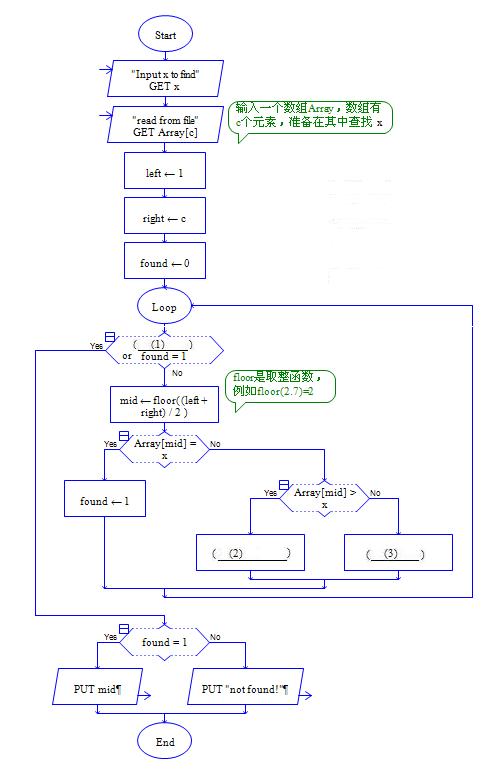 Start
"Input x to find"
GET x
"read from file"
GET Array[c]
输入一个数组Array，数组有
c个元素，准备在其中查找 x
left ← 1
right ← c
found ← 0
Loop
( (1) )
or found = 1
Yes
No
mid ← floor((left +
right) / 2 )
floor是取整函数，
例如floor(2.7)=2
Array[mid] =
x
Yes
No
found ← 1
Array[mid] >
x
Yes
No
( (2) )
( (3) )
found = 1
Yes
No
PUT mid¶
PUT "not found!"¶
End